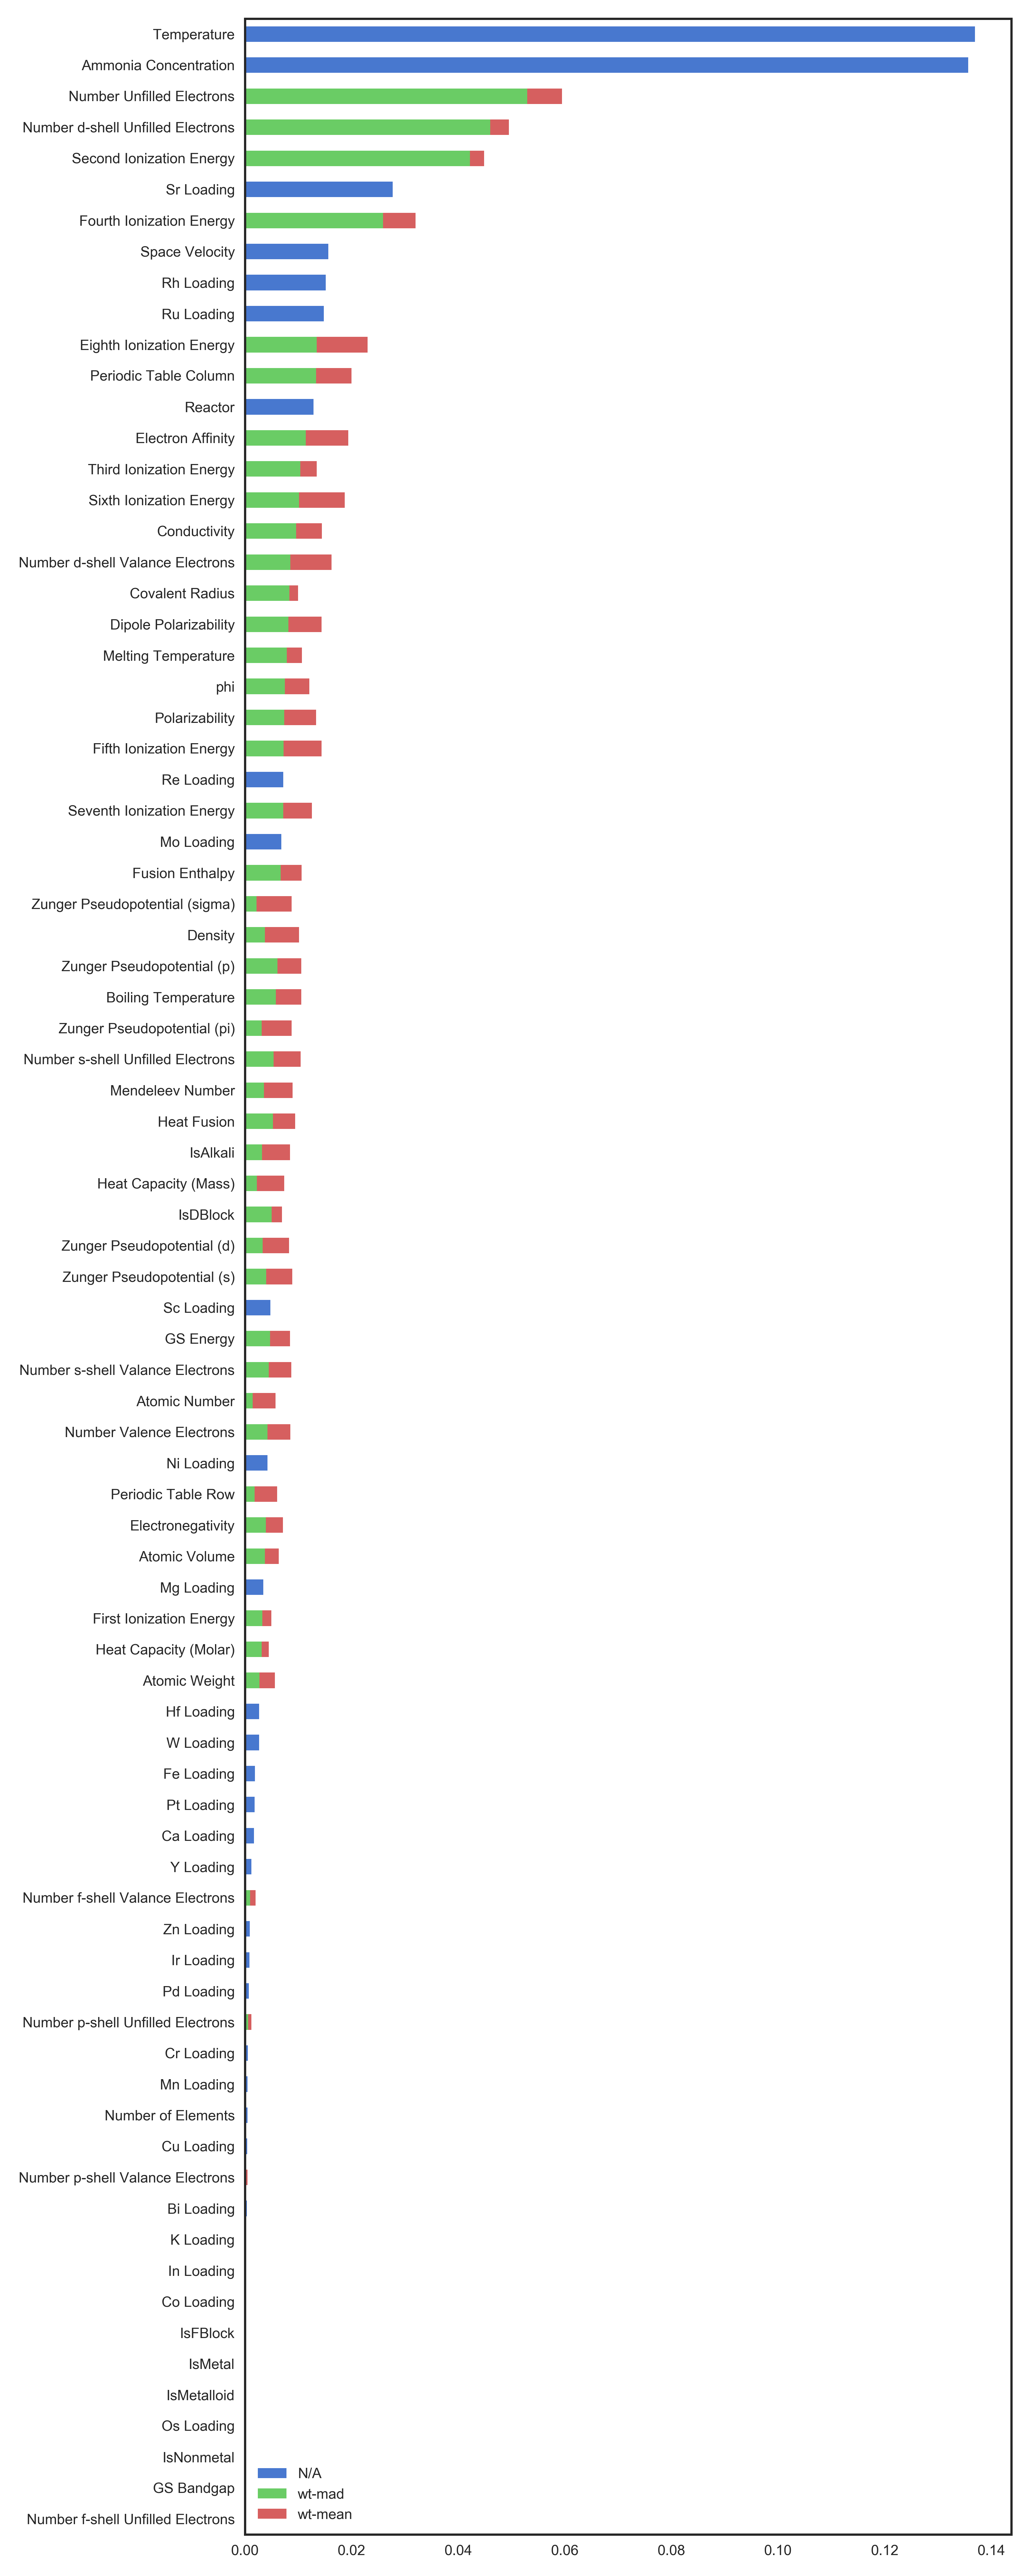 Temperature
Ammonia Concentration
Number Unfilled Electrons
Number d-shell Unfilled Electrons
Second Ionization Energy
Sr Loading
Fourth Ionization Energy
Space Velocity
Rh Loading
Ru Loading
Eighth Ionization Energy
Periodic Table Column
Reactor
Electron Affinity
Third Ionization Energy
Sixth Ionization Energy
Conductivity
Number d-shell Valance Electrons
Covalent Radius
Dipole Polarizability
Melting Temperature
phi
Polarizability
Fifth Ionization Energy
Re Loading
Seventh Ionization Energy
Mo Loading
Fusion Enthalpy
Zunger Pseudopotential (sigma)
Density
Zunger Pseudopotential (p)
Boiling Temperature
Zunger Pseudopotential (pi)
Number s-shell Unfilled Electrons
Mendeleev Number
Heat Fusion
IsAlkali
Heat Capacity (Mass)
IsDBlock
Zunger Pseudopotential (d)
Zunger Pseudopotential (s)
Sc Loading
GS Energy
Number s-shell Valance Electrons
Atomic Number
Number Valence Electrons
Ni Loading
Periodic Table Row
Electronegativity
Atomic Volume
Mg Loading
First Ionization Energy
Heat Capacity (Molar)
Atomic Weight
Hf Loading
W Loading
Fe Loading
Pt Loading
Ca Loading
Y Loading
Number f-shell Valance Electrons
Zn Loading
Ir Loading
Pd Loading
Number p-shell Unfilled Electrons
Cr Loading
Mn Loading
Number of Elements
Cu Loading
Number p-shell Valance Electrons
Bi Loading
K Loading
In Loading
Co Loading
IsFBlock
IsMetal
IsMetalloid
Os Loading
IsNonmetal
GS Bandgap
Number f-shell Unfilled Electrons
N/A
wt-mad
wt-mean
0.00 0.02 0.04 0.06 0.08 0.10 0.12 0.14